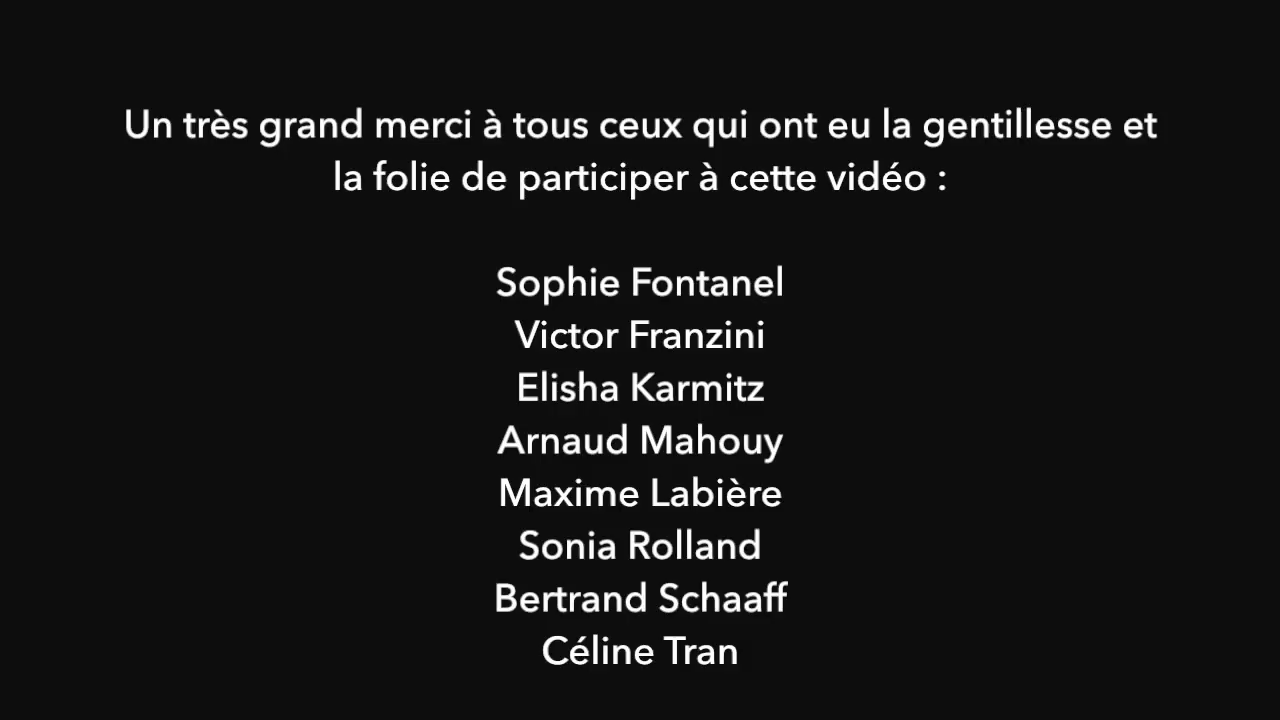 Un très grand merci à tous ceux qui ont eu la gentillesse et
la folie de participer à cette vidéo :
Sophie Fontanel
Victor Franzini
Elisha Karmitz
Arnaud Mahouy
Maxime Labière
Sonia Rolland
Bertrand Schaaff
Céline Tran